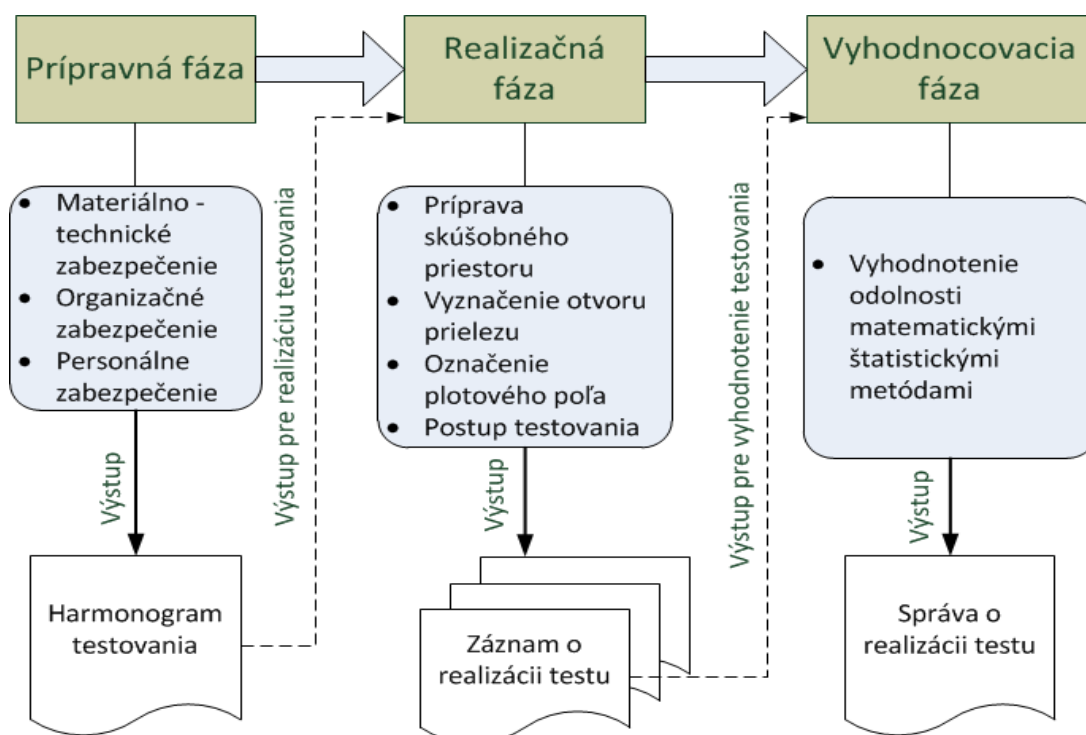 Prípravná fáza
Realizačná
fáza
Vyhodnocovacia
fáza
• Materiálno -
technické
zabezpečenie
• Organizačné
zabezpečenie
• Personálne
zabezpečenie
Výstup
Harmonogram
testovania
Výstup pre realizáciu testovania
• Príprava
skúšobného
priestoru
• Vyznačenie otvoru
prielezu
• Označenie
plotového poľa
• Postup testovania
Výstup
Záznam o
realizácii testu
Výstup pre vyhodnotenie testovania
• Vyhodnotenie
odolnosti
matematickými
štatistickými
metódami
Výstup
Správa o
realizácii testu